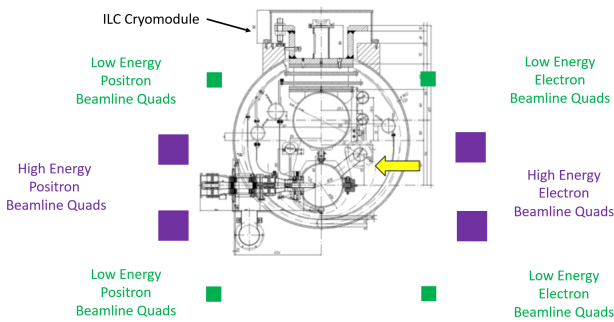 ILC Cryomodule
Low Energy
Positron
Beamline Quads
Low Energy
Electron
Beamline Quads
High Energy
Positron
Beamline Quads
High Energy
Electron
Beamline Quads
Low Energy
Positron
Beamline Quads
Low Energy
Electron
Beamline Quads